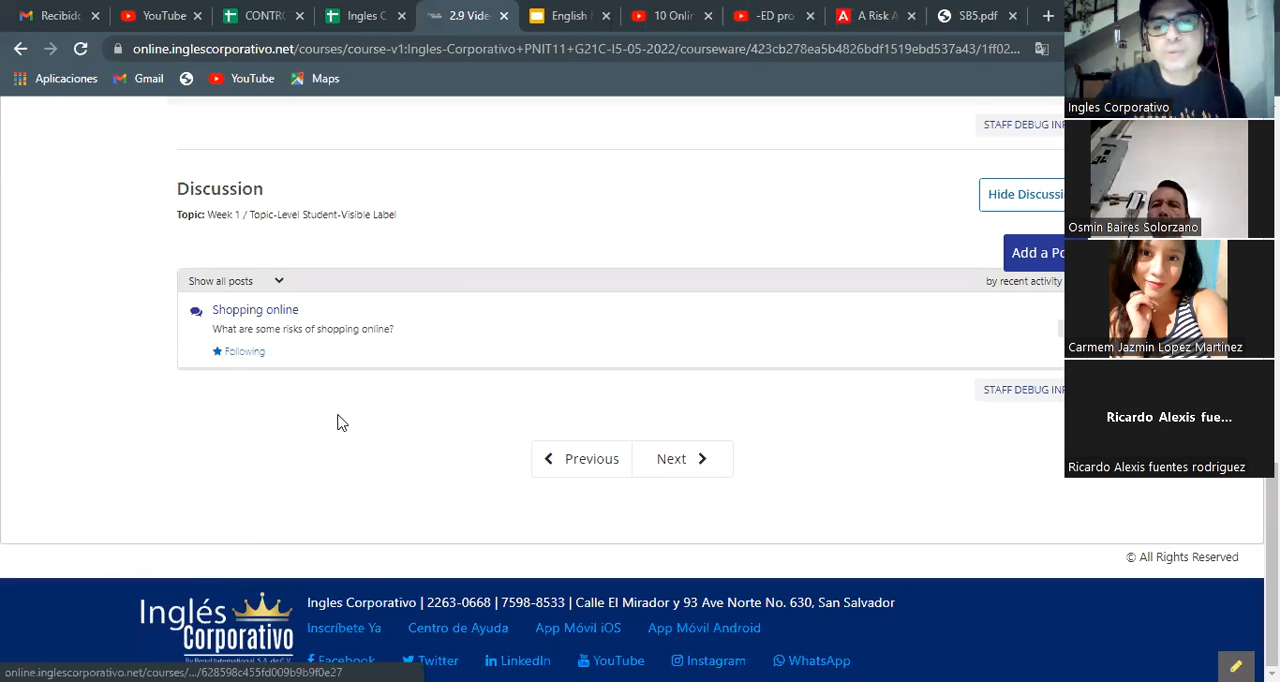 Recibido
YouTube
CONTRO
Ingles C
2.9 Vide
English
10 Onlin
-ED pro
A Risk A
SB5.pdf
online.inglescorporativo.net/courses/course-v1:Ingles-Corporativo+PNIT11+G21C-I5-05-2022/courseware/423cb278ea5b4826bdf1519ebd537a43/1ff02...
Aplicaciones
Gmail
YouTube
Maps
Ingles Corporativo
STAFF DEBUG IN
Discussion
Hide Discussi
Topic: Week 1 / Topic-Level Student-Visible Label
Osmin Baires Solorzano
Add a Po
Show all posts
by recent activity
Shopping online
What are some risks of shopping online?
Following
Carmem Jazmin Lopez Martinez
STAFF DEBUG IN
Ricardo Alexis fue...
Ricardo Alexis fuentes rodriguez
Previous
Next
© All Rights Reserved
Inglés Corporativo
Ingles Corporativo | 2263-0668 | 7598-8533 | Calle El Mirador y 93 Ave Norte No. 630, San Salvador
Inscríbete Ya
Centro de Ayuda
App Móvil iOS
App Móvil Android
Facebook
Twitter
LinkedIn
YouTube
Instagram
WhatsApp
online.inglescorporativo.net/courses/.../628598c455fd009b9b9f0e27